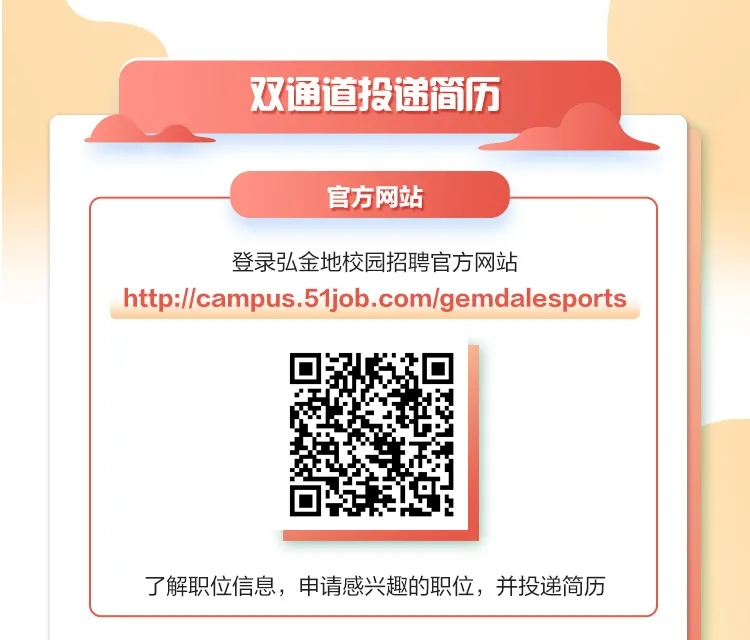 双通道投递简历
官方网站
登录弘金地校园招聘官方网站
http://campus.51job.com/gemdalesports
了解职位信息，申请感兴趣的职位，并投递简历